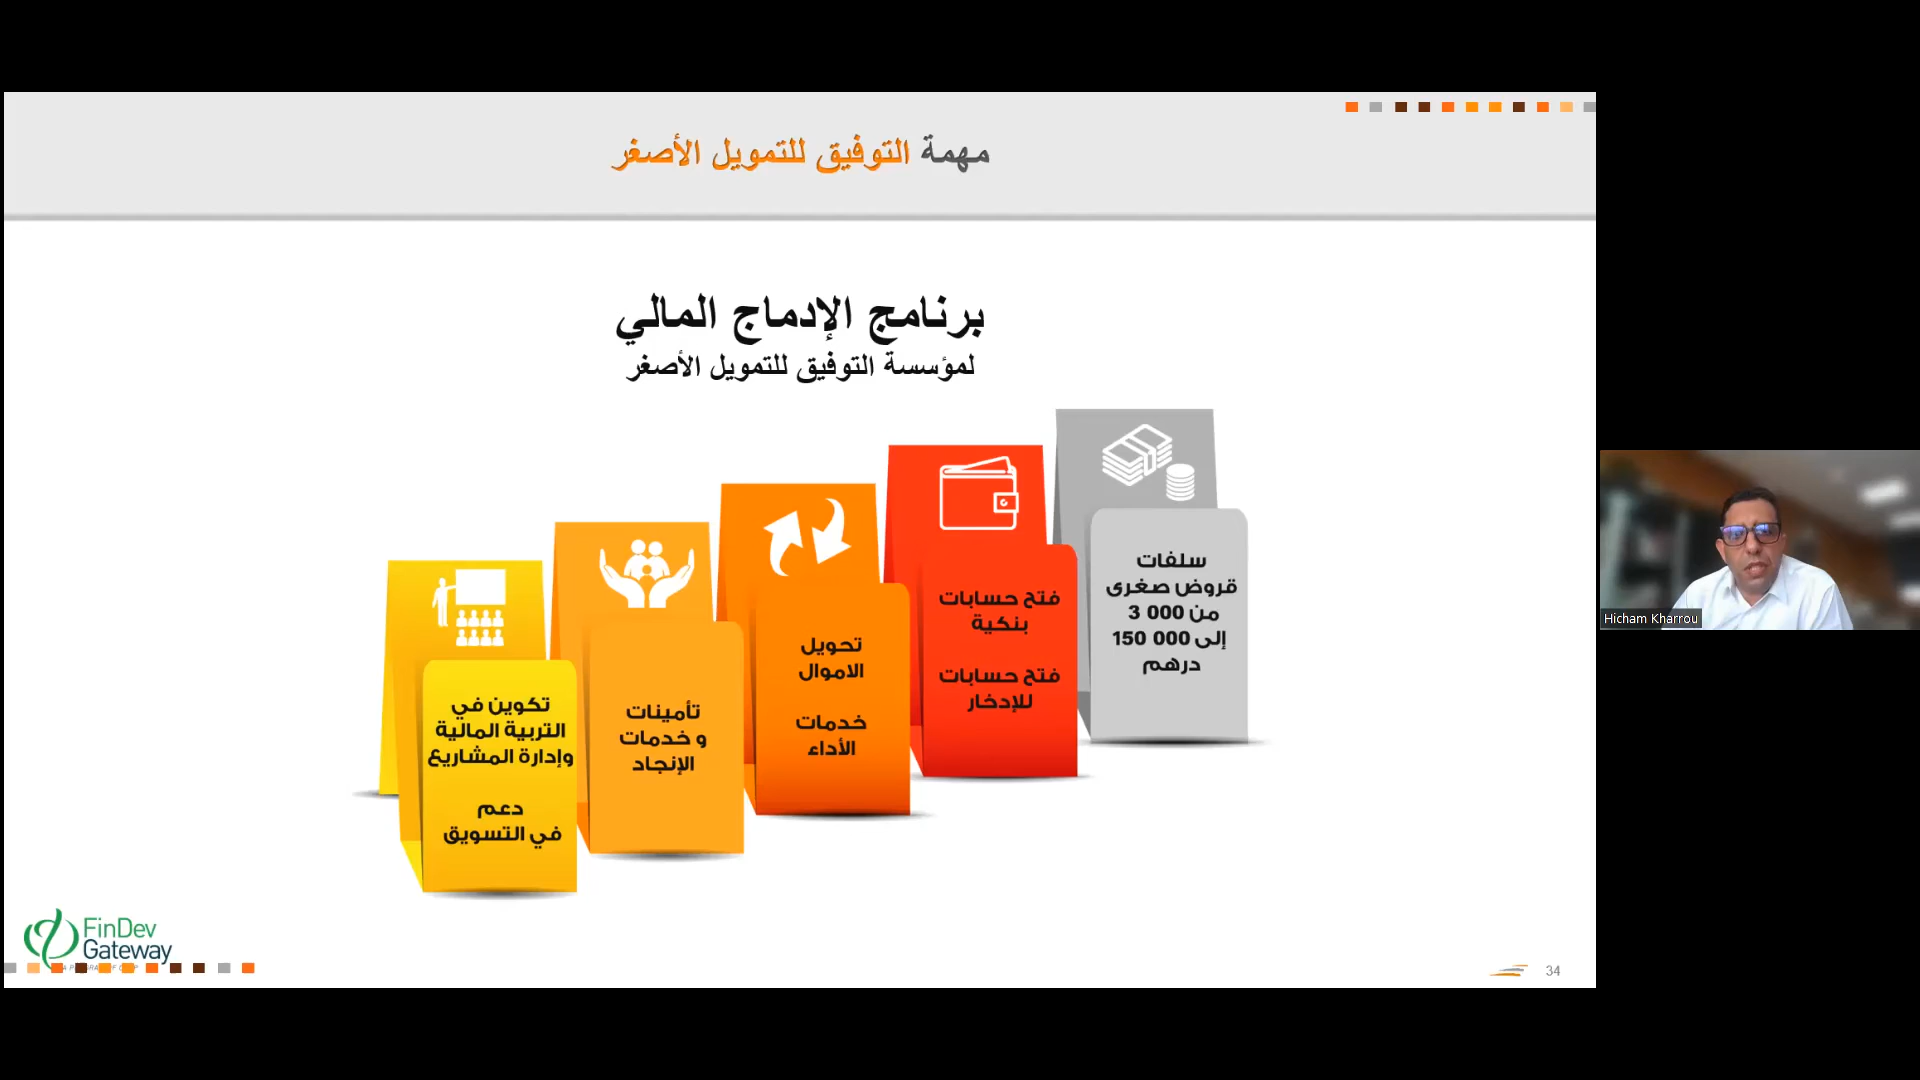 مهمة التوفيق للتمويل الأصغر
برنامج الإدماج المالي
لمؤسسة التوفيق للتمويل الأصغر
سلفات
قروض صغرى
من 000 3
إلى 000 150
درهم
فتح حسابات
بنكية
فتح حسابات
للإدخار
تحويل
الاموال
خدمات
الأداء
تأمينات
و خدمات
الإنجاد
تكوين في
التربية المالية
وإدارة المشاريع
دعم
في التسويق
Hicham Kharrou
FinDev
Gateway
34